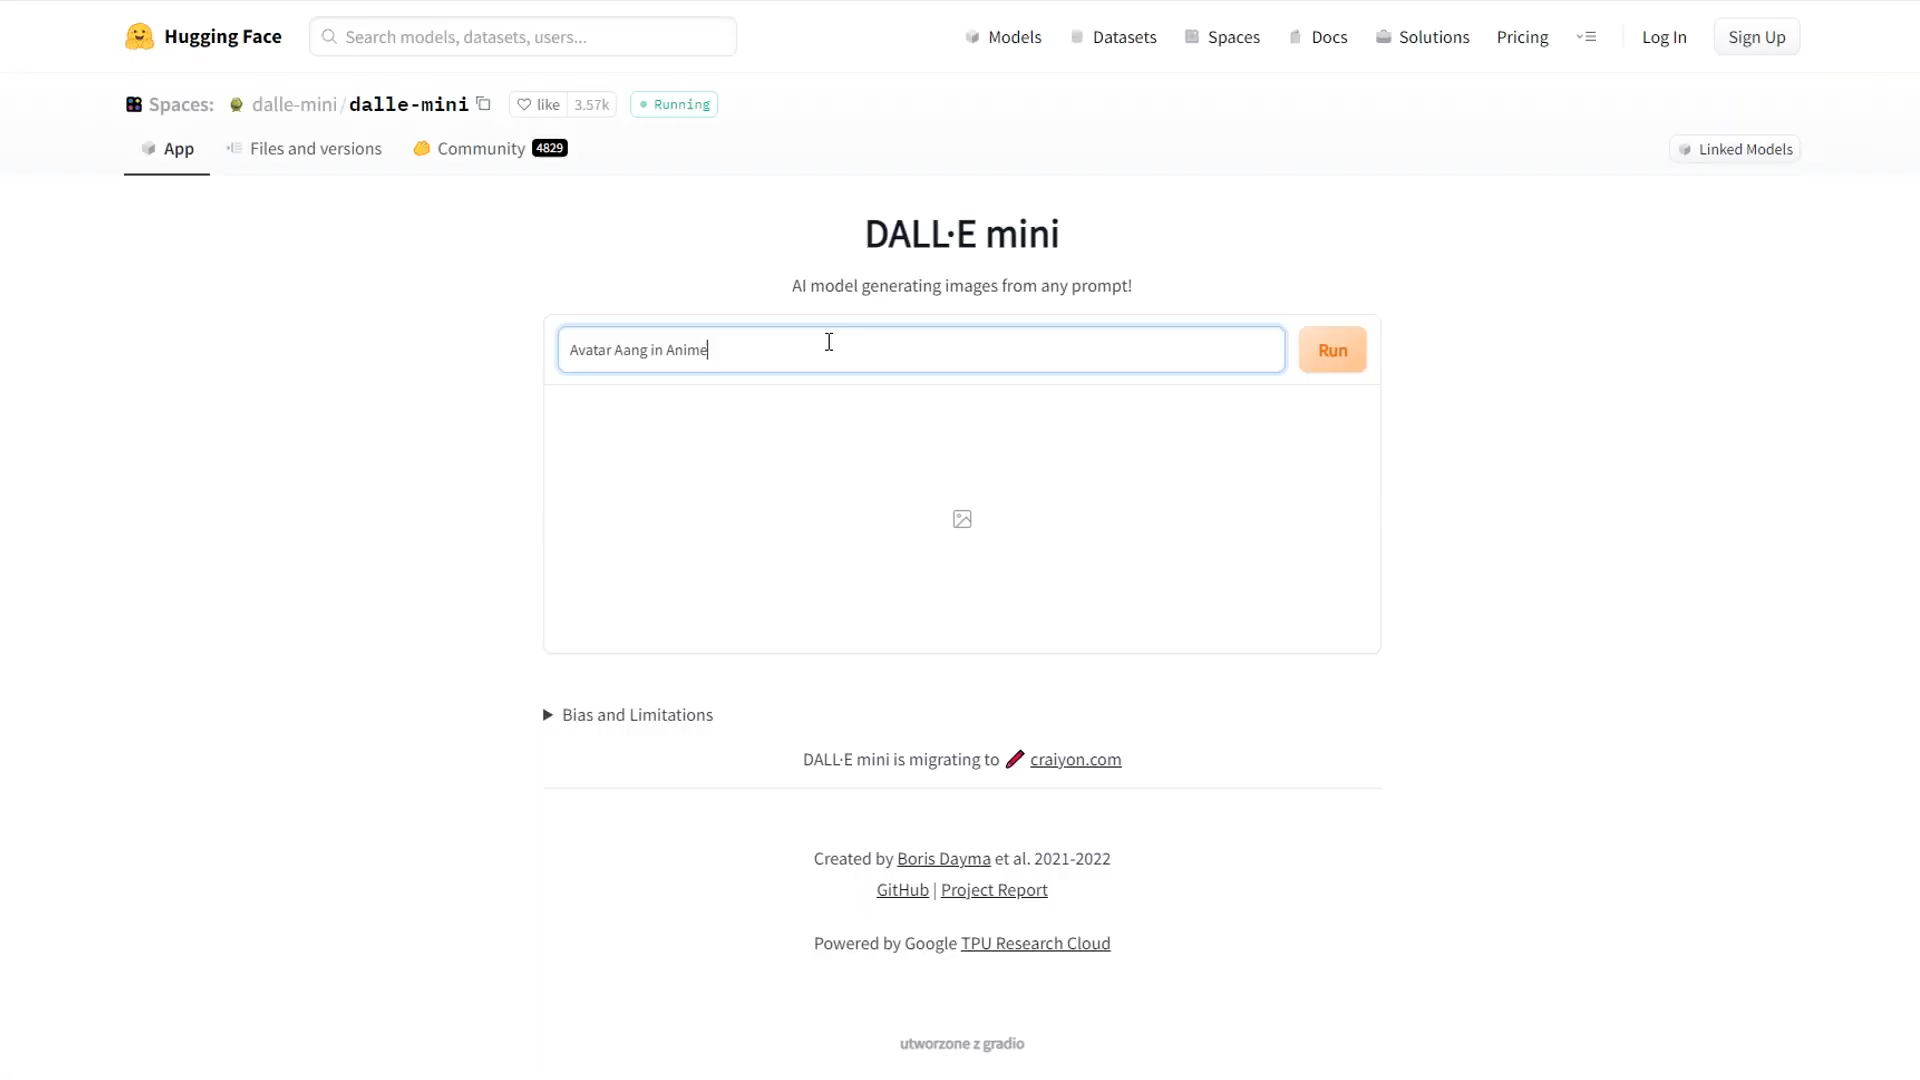 Hugging Face
Search models, datasets, users...
Models
Datasets
Spaces
Docs
Solutions
Pricing
Log In
Sign Up
Spaces: dalle-mini/dalle-mini
like 3.57k
Running
App
Files and versions
Community 4829
Linked Models
DALL·E mini
AI model generating images from any prompt!
Avatar Aang in Anime
Run
Bias and Limitations
DALL·E mini is migrating to craiyon.com
Created by Boris Dayma et al. 2021-2022
GitHub | Project Report
Powered by Google TPU Research Cloud
utworzone z gradio